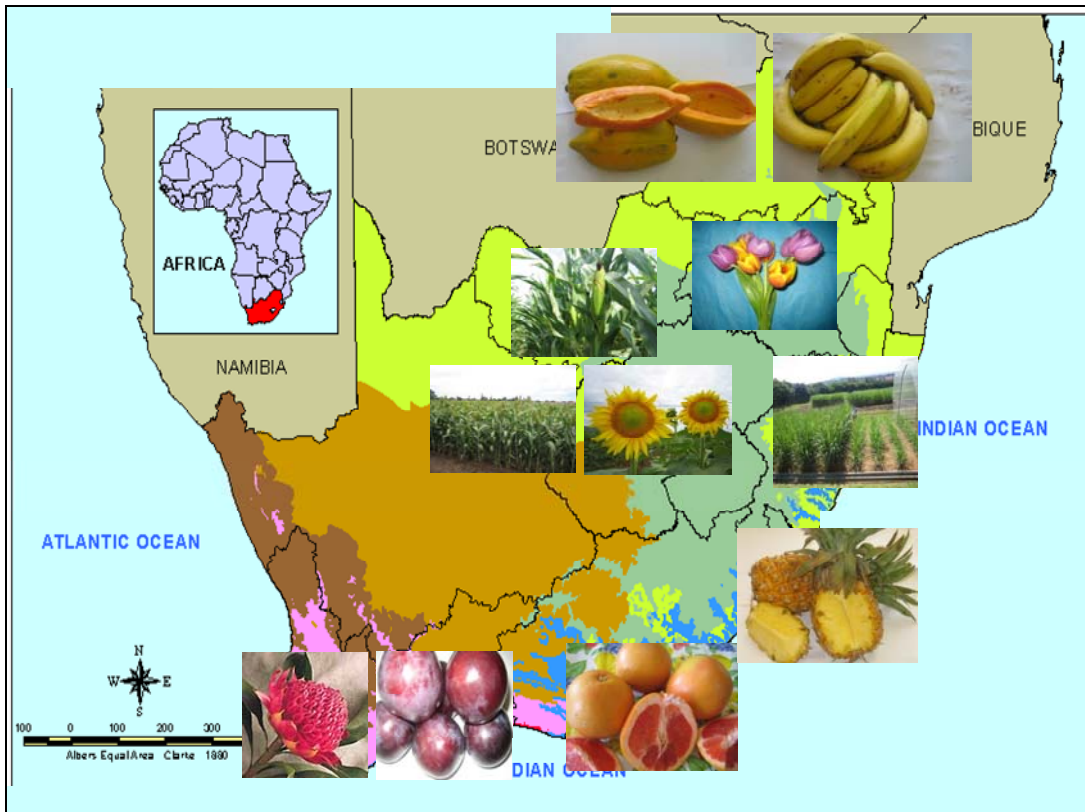 BOTSWA
BIQUE
AFRICA
NAMIBIA
INDIAN OCEAN
ATLANTIC OCEAN
N
W E
S
100 0 100 200 300
Albers Equal Area Clarke 1880
DIAN OCEAN